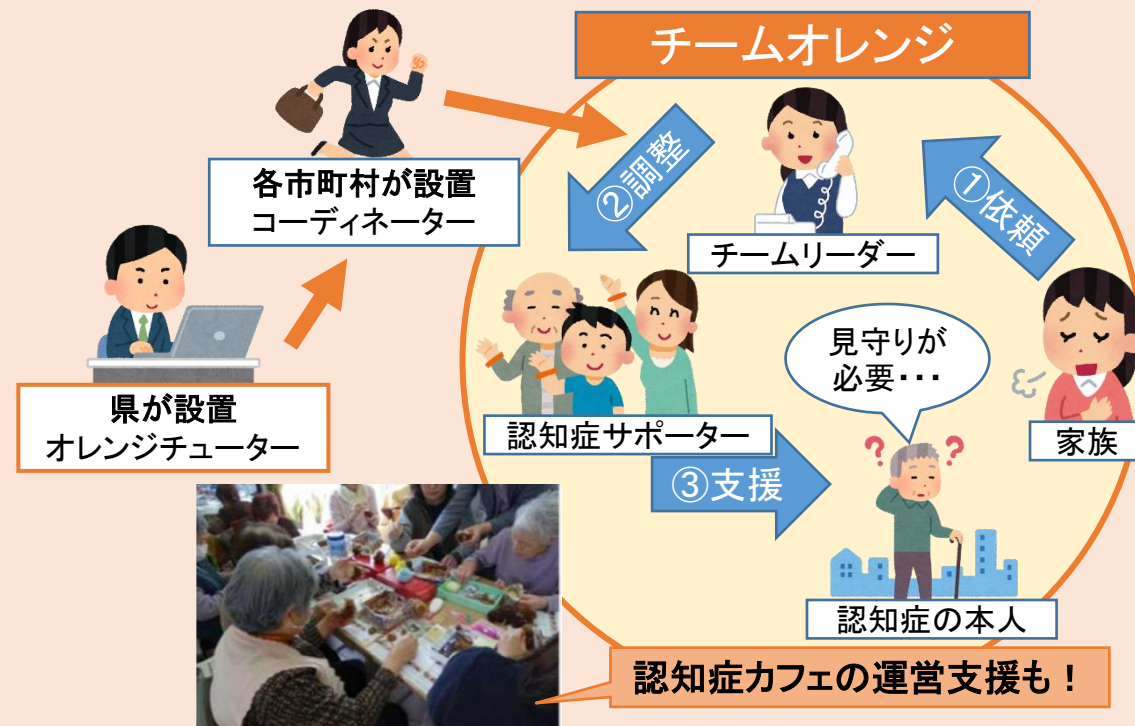 チームオレンジ
各市町村が設置
コーディネーター
②調整
①依頼
チームリーダー
県が設置
オレンジチューター
見守りが
必要･･･
認知症サポーター
家族
③支援
認知症の本人
認知症カフェの運営支援も！